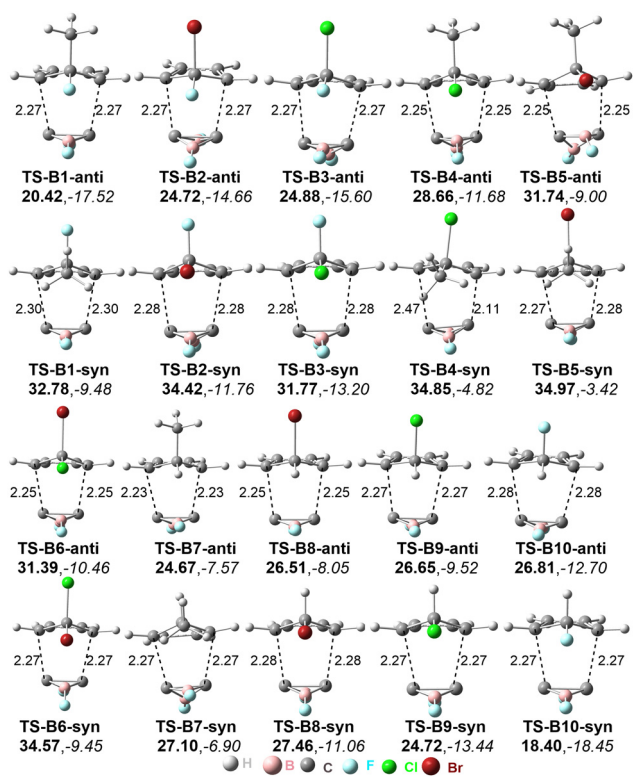 2.27 2.27 2.27 2.27 2.27 2.27 2.25 2.25 2.25 2.25
TS-B1-anti TS-B2-anti TS-B3-anti TS-B4-anti TS-B5-anti
20.42,-17.52 24.72,-14.66 24.88,-15.60 28.66,-11.68 31.74,-9.00
2.30 2.30 2.28 2.28 2.28 2.28 2.47 2.11 2.27 2.28
TS-B1-syn TS-B2-syn TS-B3-syn TS-B4-syn TS-B5-syn
32.78,-9.48 34.42,-11.76 31.77,-13.20 34.85,-4.82 34.97,-3.42
2.25 2.25 2.23 2.23 2.25 2.25 2.27 2.27 2.28 2.28
TS-B6-anti TS-B7-anti TS-B8-anti TS-B9-anti TS-B10-anti
31.39,-10.46 24.67,-7.57 26.51,-8.05 26.65,-9.52 26.81,-12.70
2.27 2.27 2.27 2.27 2.28 2.28 2.27 2.27 2.27 2.27
TS-B6-syn TS-B7-syn TS-B8-syn TS-B9-syn TS-B10-syn
34.57,-9.45 27.10,-6.90 27.46,-11.06 24.72,-13.44 18.40,-18.45
H B C F Cl Br